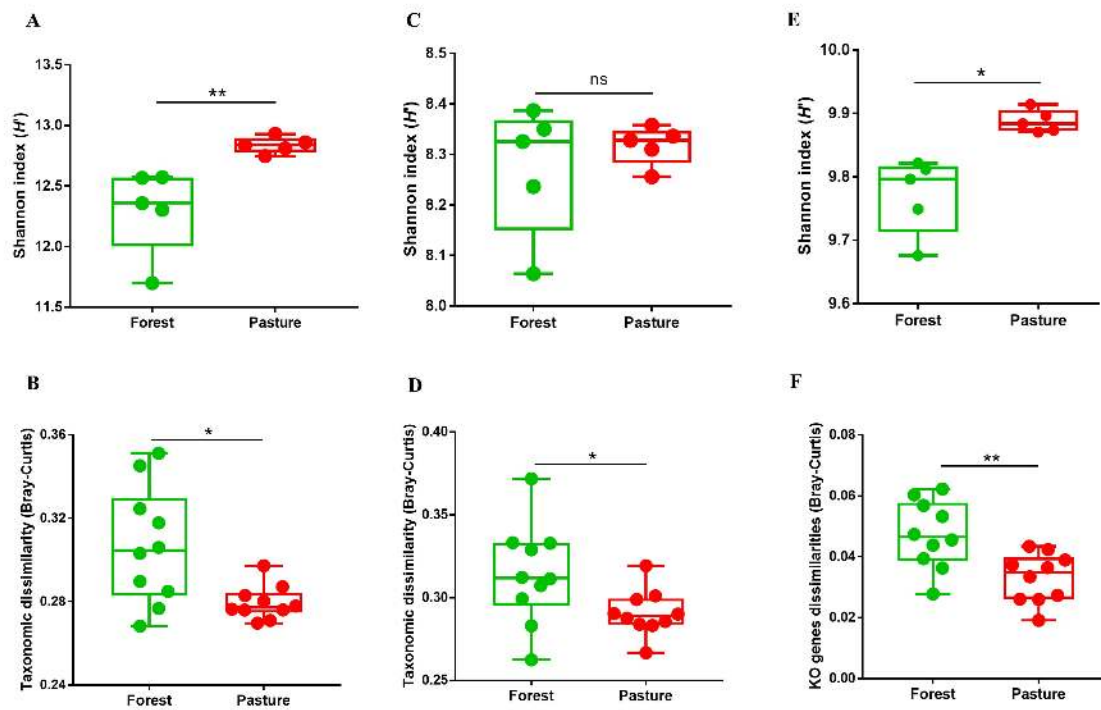 A
Shannon index (H')
13.5
13.0
12.5
12.0
11.5
**
Forest
Pasture
C
Shannon index (H')
8.5
8.4
8.3
8.2
8.1
8.0
ns
Forest
Pasture
E
Shannon index (H')
10.0
9.9
9.8
9.7
9.6
*
Forest
Pasture
B
Taxonomic dissimilarity (Bray-Curtis)
0.36
0.32
0.28
0.24
*
Forest
Pasture
D
Taxonomic dissimilarity (Bray-Curtis)
0.40
0.35
0.30
0.25
*
Forest
Pasture
F
KO genes dissimilarities (Bray-Curtis)
0.08
0.06
0.04
0.02
0.00
**
Forest
Pasture